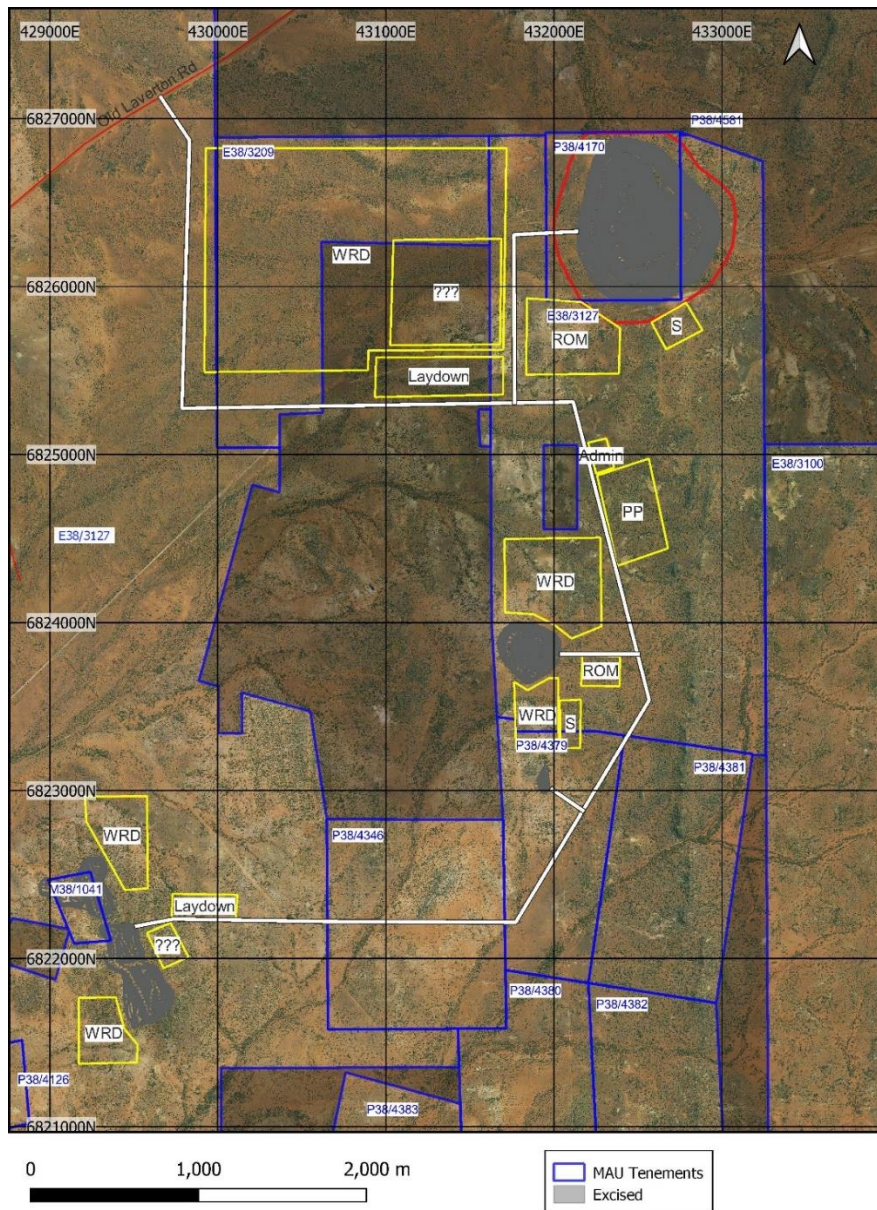 429000E 430000E 431000E 432000E 433000E
Old Laverton Rd
6827000N
P38/4581
E38/3209
P38/4170
WRD
6826000N
???
E38/3127
S
ROM
Laydown
6825000N
Admin
E38/3100
PP
E38/3127
WRD
6824000N
ROM
WRD
S
P38/4379
P38/4381
6823000N
WRD
P38/4346
M38/1041
Laydown
???
6822000N
P38/4380
P38/4382
WRD
P38/4126
P38/4383
6821000N
0 1,000 2,000 m
MAU Tenements
Excised